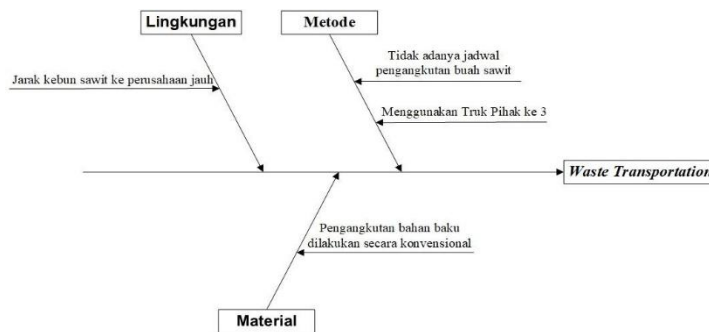 Lingkungan
Metode
Tidak adanya jadwal
pengangkutan buah sawit
Jarak kebun sawit ke perusahaan jauh
Menggunakan Truk Pihak ke 3
Waste Transportation
Pengangkutan bahan baku
dilakukan secara konvensional
Material